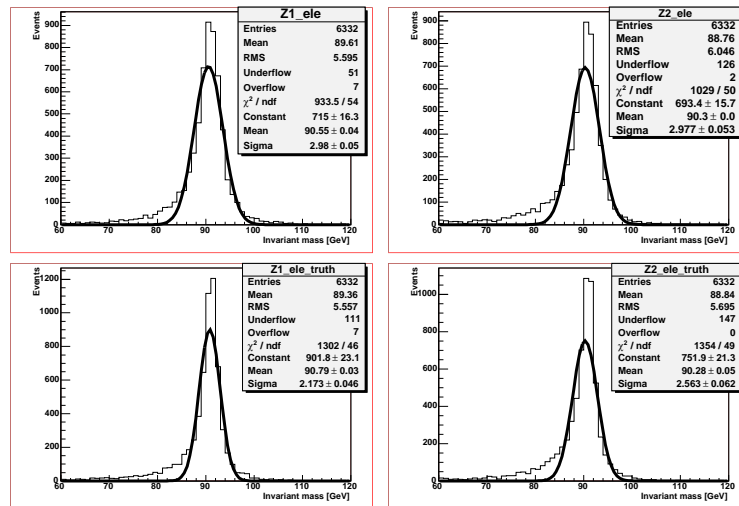 Z1_ele
Entries 6332
Mean 89.61
RMS 5.595
Underflow 51
Overflow 7
χ² / ndf 933.5 / 54
Constant 715 ± 16.3
Mean 90.55 ± 0.04
Sigma 2.98 ± 0.05
Events
900
800
700
600
500
400
300
200
100
0
60 70 80 90 100 110 120
Invariant mass [GeV]
Z2_ele
Entries 6332
Mean 88.76
RMS 6.046
Underflow 126
Overflow 2
χ² / ndf 1029 / 50
Constant 693.4 ± 15.7
Mean 90.3 ± 0.0
Sigma 2.977 ± 0.053
Events
900
800
700
600
500
400
300
200
100
0
60 70 80 90 100 110 120
Invariant mass [GeV]
Z1_ele_truth
Entries 6332
Mean 89.36
RMS 5.557
Underflow 111
Overflow 7
χ² / ndf 1302 / 46
Constant 901.8 ± 23.1
Mean 90.79 ± 0.03
Sigma 2.173 ± 0.046
Events
1200
1000
800
600
400
200
0
60 70 80 90 100 110 120
Invariant mass [GeV]
Z2_ele_truth
Entries 6332
Mean 88.84
RMS 5.695
Underflow 147
Overflow 0
χ² / ndf 1354 / 49
Constant 751.9 ± 21.3
Mean 90.28 ± 0.05
Sigma 2.563 ± 0.062
Events
1000
800
600
400
200
0
60 70 80 90 100 110 120
Invariant mass [GeV]